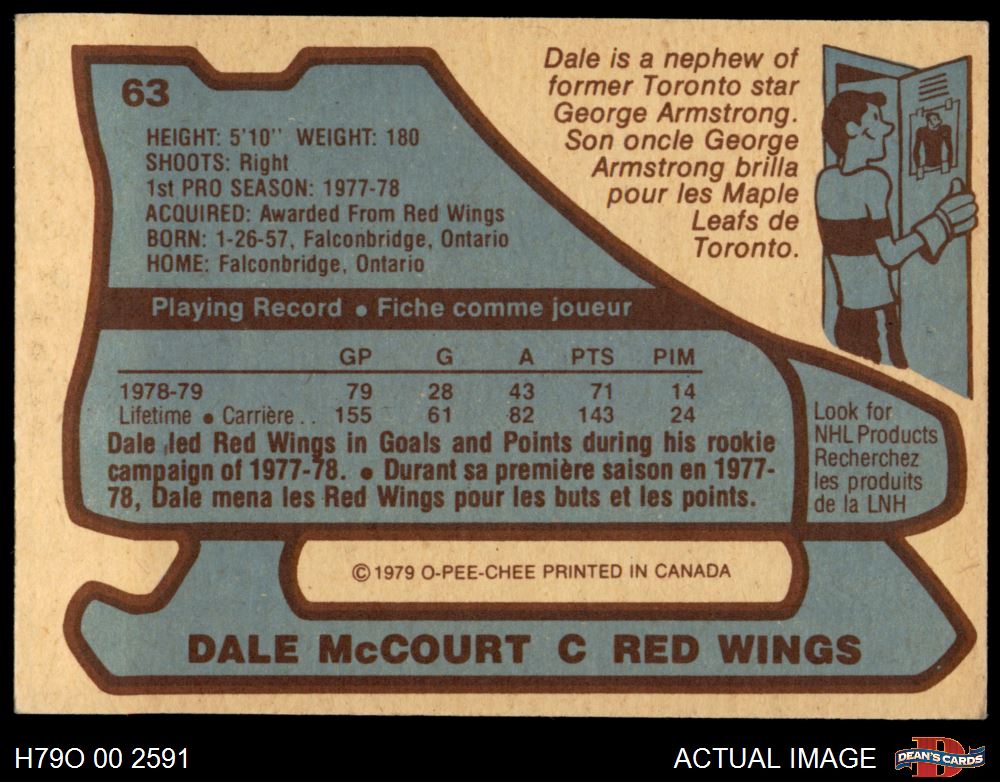 63
HEIGHT: 5'10" WEIGHT: 180
SHOOTS: Right
1st PRO SEASON: 1977-78
ACQUIRED: Awarded From Red Wings
BORN: 1-26-57, Falconbridge, Ontario
HOME: Falconbridge, Ontario
Dale is a nephew of
former Toronto star
George Armstrong.
Son oncle George
Armstrong brilla
pour les Maple
Leafs de
Toronto.
Playing Record • Fiche comme joueur
GP G A PTS PIM
1978-79 79 28 43 71 14
Lifetime • Carrière .. 155 61 82 143 24
Dale led Red Wings in Goals and Points during his rookie
campaign of 1977-78. • Durant sa première saison en 1977-
78, Dale mena les Red Wings pour les buts et les points.
Look for
NHL Products
Recherchez
les produits
de la LNH
© 1979 O-PEE-CHEE PRINTED IN CANADA
DALE McCOURT C RED WINGS
H79O 00 2591
ACTUAL IMAGE
D
DEAN'S CARDS